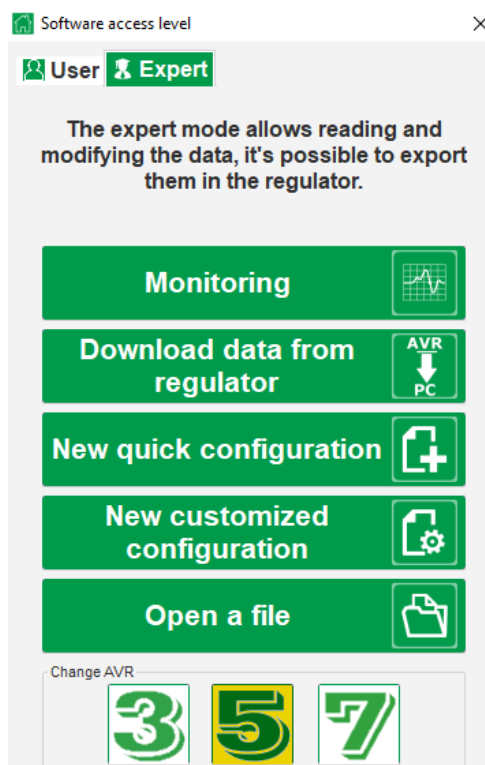 Software access level
User Expert
The expert mode allows reading and
modifying the data, it's possible to export
them in the regulator.
Monitoring
Download data from
regulator
AVR
PC
New quick configuration
New customized
configuration
Open a file
Change AVR
3 5 7